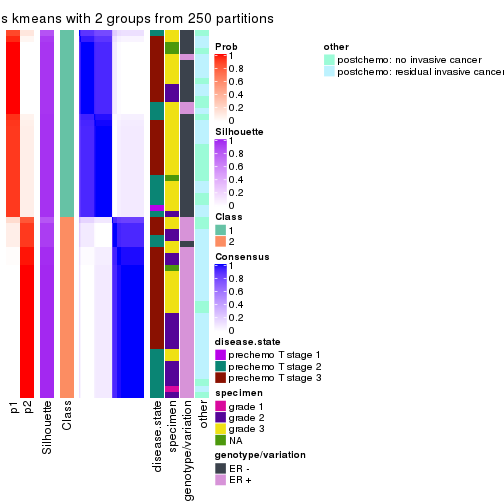 s kmeans with 2 groups from 250 partitions
Prob
1
0.8
0.6
0.4
0.2
0
Silhouette
1
0.8
0.6
0.4
0.2
0
Class
1
2
Consensus
1
0.8
0.6
0.4
0.2
0
disease.state
prechemo T stage 1
prechemo T stage 2
prechemo T stage 3
specimen
grade 1
grade 2
grade 3
NA
genotype/variation
ER -
ER +
other
postchemo: no invasive cancer
postchemo: residual invasive cancer
p1
p2
Silhouette
Class
disease.state
specimen
genotype/variation
other